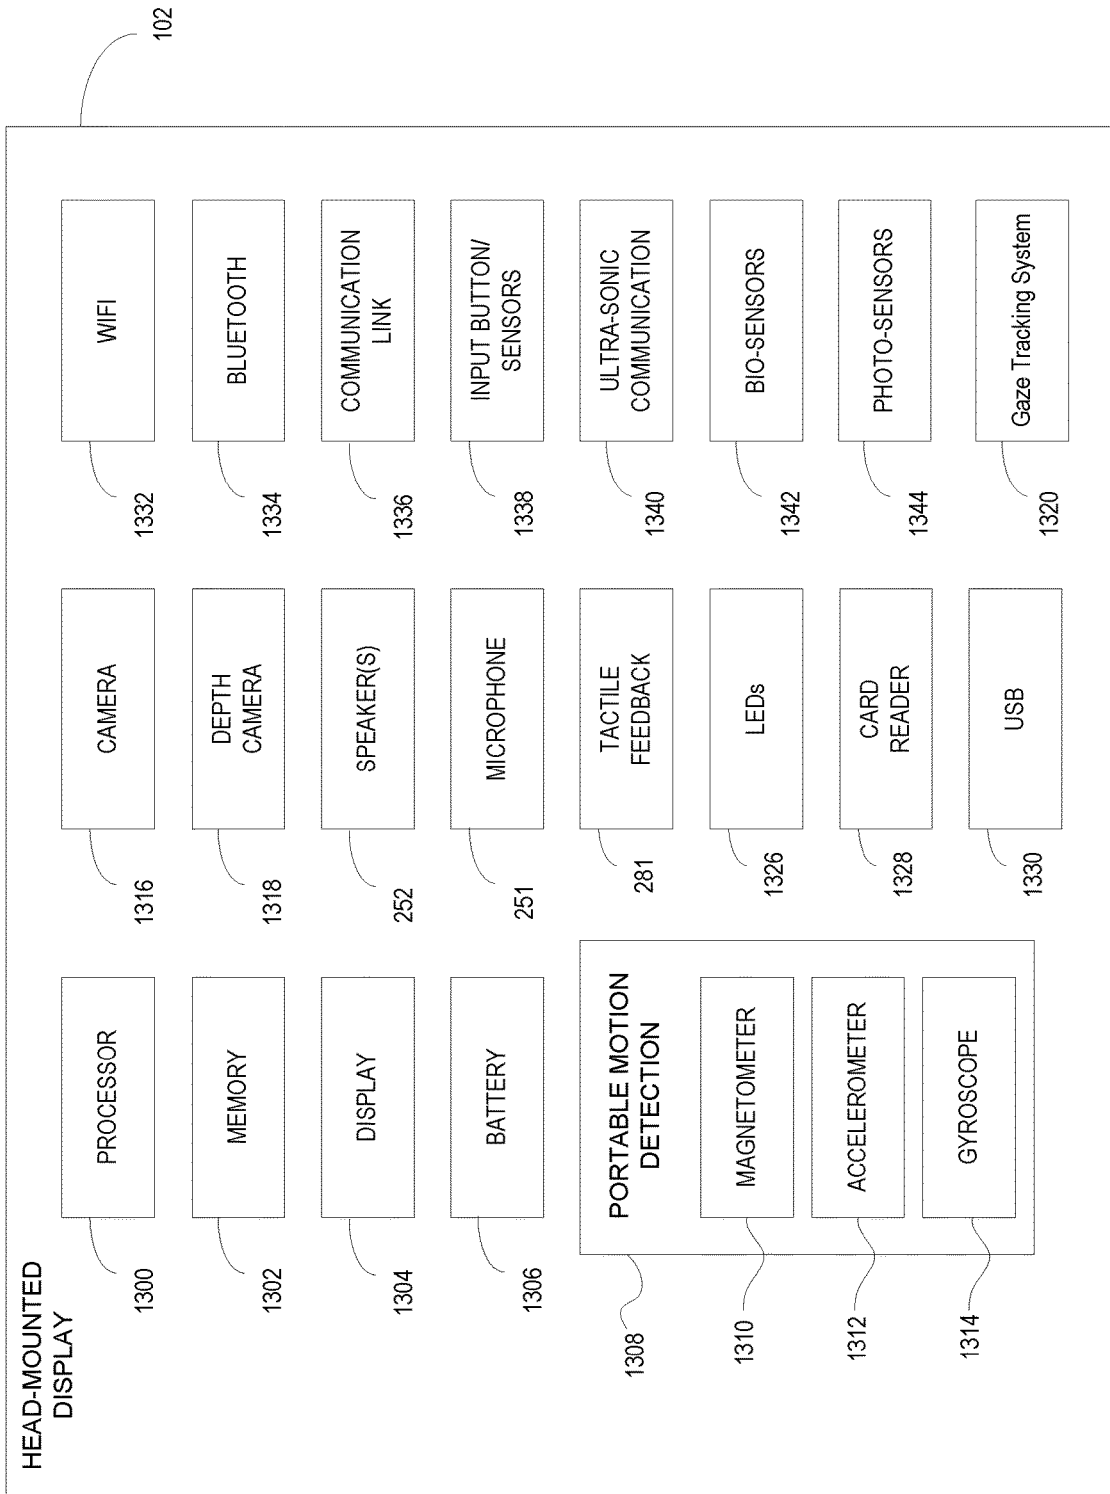 HEAD-MOUNTED
DISPLAY
102
1300
PROCESSOR
1302
MEMORY
1304
DISPLAY
1306
BATTERY
1308
PORTABLE MOTION
DETECTION
1310
MAGNETOMETER
1312
ACCELEROMETER
1314
GYROSCOPE
1316
CAMERA
1318
DEPTH
CAMERA
252
SPEAKER(S)
251
MICROPHONE
281
TACTILE
FEEDBACK
1326
LEDs
1328
CARD
READER
1330
USB
1332
WIFI
1334
BLUETOOTH
1336
COMMUNICATION
LINK
1338
INPUT BUTTON/
SENSORS
1340
ULTRA-SONIC
COMMUNICATION
1342
BIO-SENSORS
1344
PHOTO-SENSORS
1320
Gaze Tracking System